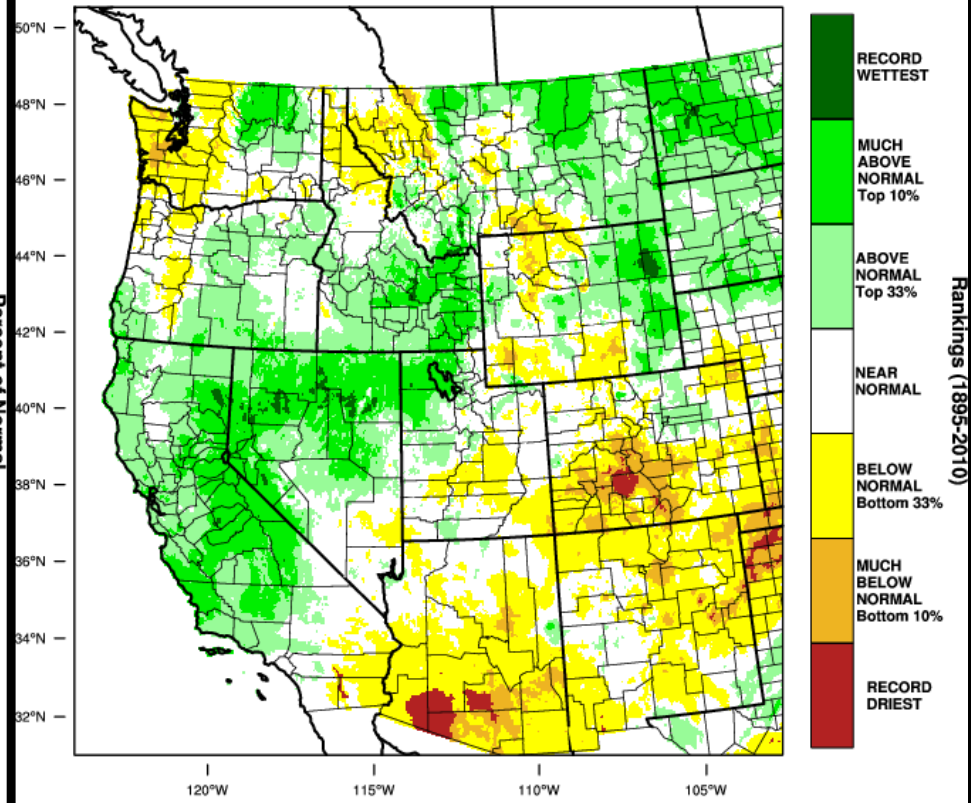 50°N
48°N
46°N
44°N
42°N
40°N
38°N
36°N
34°N
32°N
120°W
115°W
110°W
105°W
RECORD
WETTEST
MUCH
ABOVE
NORMAL
Top 10%
ABOVE
NORMAL
Top 33%
NEAR
NORMAL
BELOW
NORMAL
Bottom 33%
MUCH
BELOW
NORMAL
Bottom 10%
RECORD
DRIEST
Rankings (1895-2010)